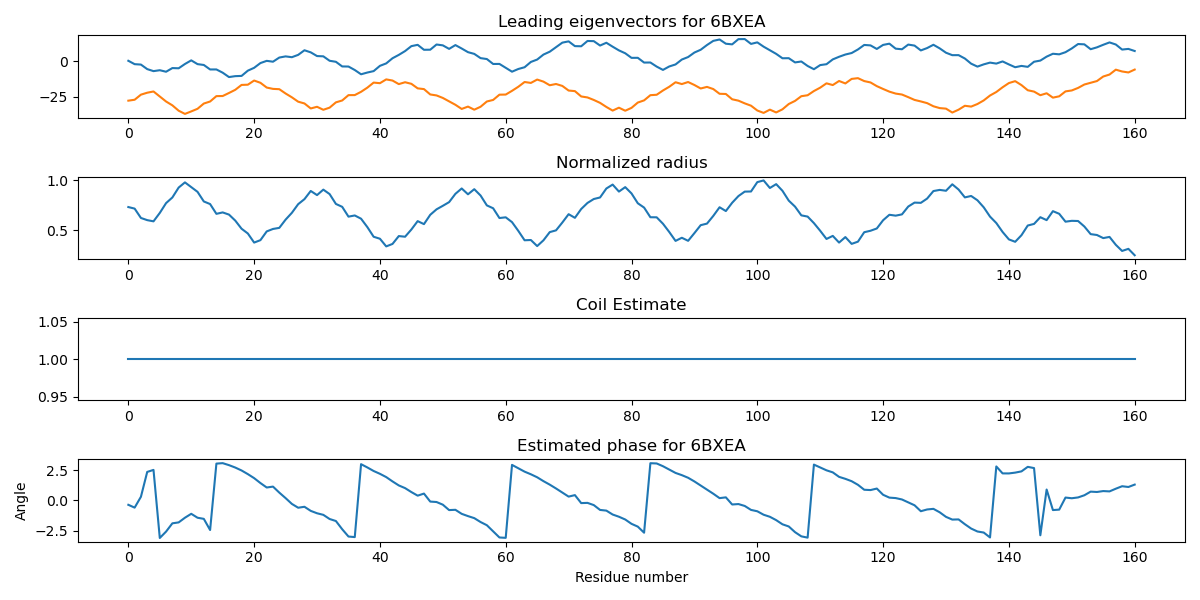 Leading eigenvectors for 6BXEA
0
−25
0 20 40 60 80 100 120 140 160
Normalized radius
1.0
0.5
0 20 40 60 80 100 120 140 160
Coil Estimate
1.05
1.00
0.95
0 20 40 60 80 100 120 140 160
Estimated phase for 6BXEA
Angle
2.5
0.0
−2.5
0 20 40 60 80 100 120 140 160
Residue number